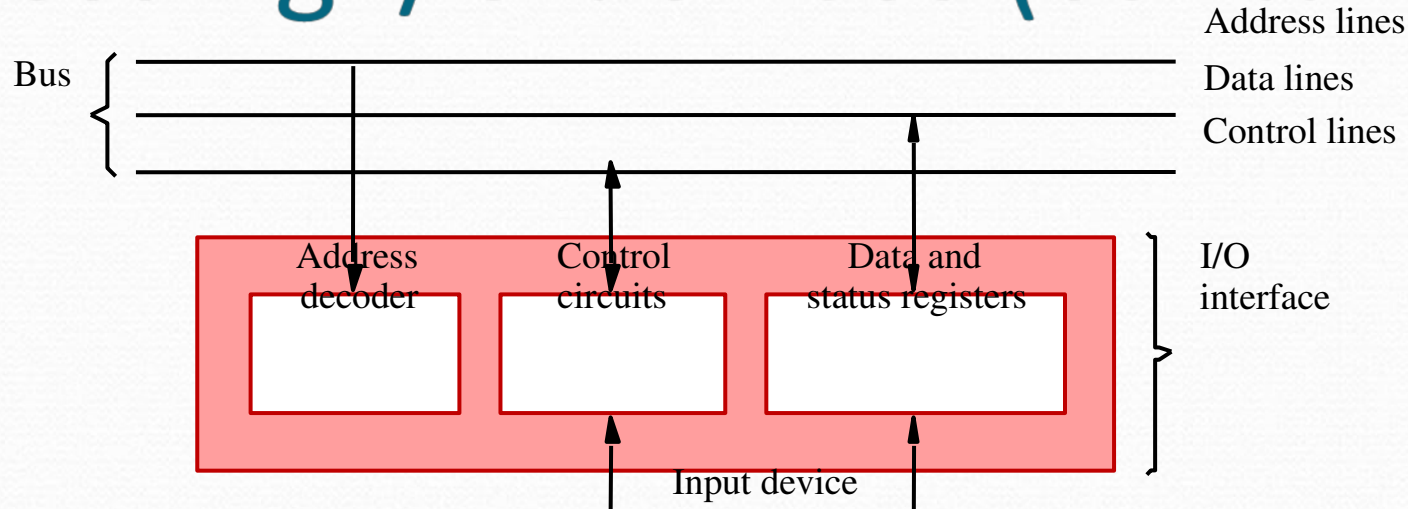 Address lines
Bus
Data lines
Control lines
Address
decoder
Control
circuits
Data and
status registers
I/O
interface
Input device